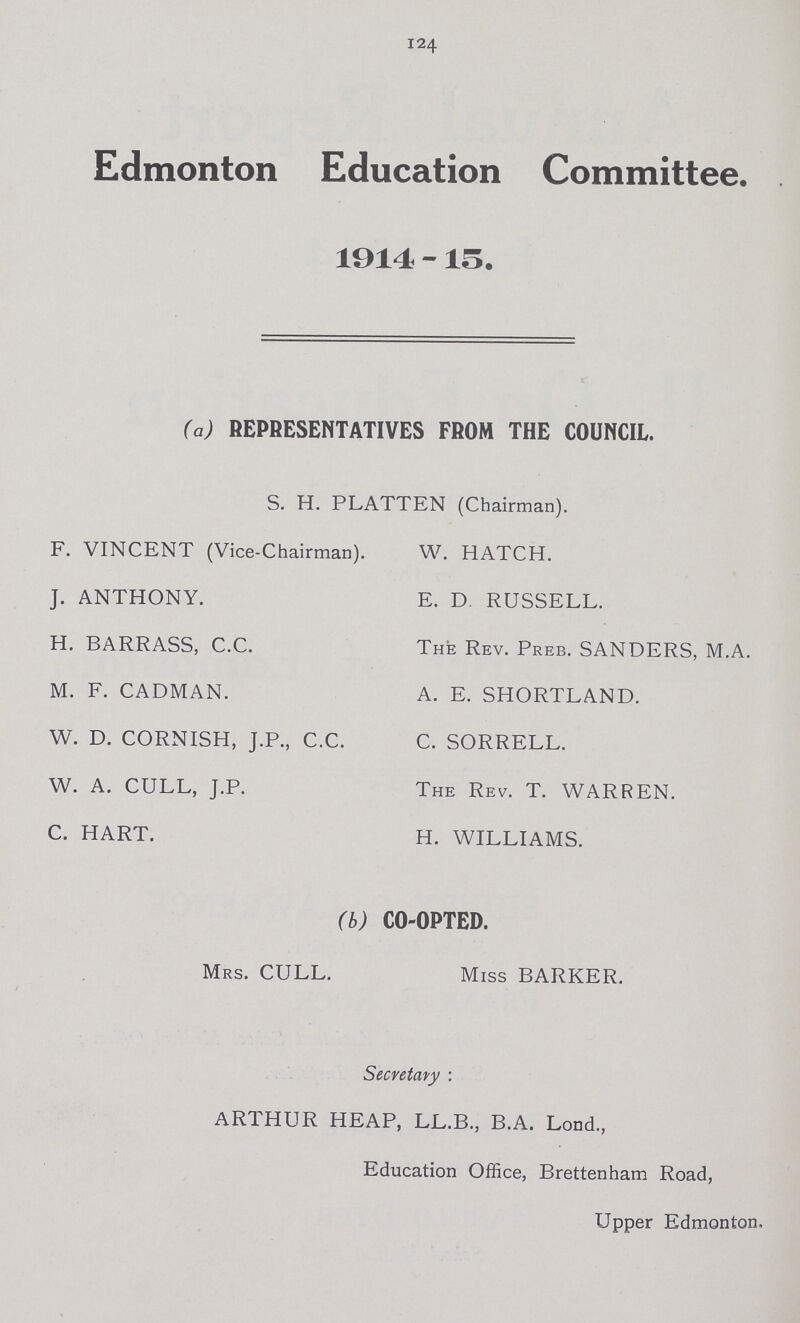 124
Edmonton Education Committee.
1914-15.
(a) REPRESENTATIVES FROM THE COUNCIL.
S. H. PLATTEN (Chairman).
F. VINCENT (Vice-Chairman). W. HATCH.
J. ANTHONY. E. D. RUSSELL.
H. BARRASS, C.C. THE REV. PREB. SANDERS, M.A.
M. F. CADMAN. A. E. SHORTLAND.
W. D. CORNISH, J.P., C.C. C. SORRELL.
W. A. CULL, J.P. THE REV. T. WARREN.
C. HART. H. WILLIAMS.
(b) CO-OPTED.
MRS. CULL. MISS BARKER.
Secretary :
ARTHUR HEAP, LL.B., B.A. Lond.,
Education Office, Brettenham Road,
Upper Edmonton.